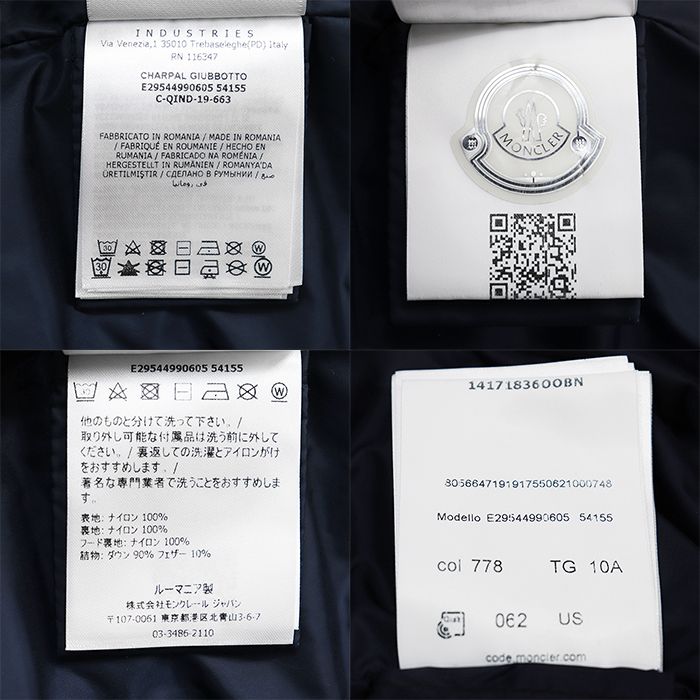 INDUSTRIES
Via Venezia,1 35010 Trebaseleghe(PD) Italy
RN 116347
CHARPAL GIUBBOTTO
E29544990605 54155
C-QIND-19-663
FABBRICATO IN ROMANIA / MADE IN ROMANIA
/ FABRIQUÉ EN ROUMANIE / HECHO EN
RUMANIA / FABRICADO NA ROMÉNIA /
HERGESTELLT IN RUMÄNIEN / ROMANYA'DA
ÜRETILMIŞTIR / СДЕЛАНО В РУМЫНИИ / صنع
في رومانيا
30
W
30
W
MONCLER
E29544990605 54155
W
他のものと分けて洗って下さい。/
取り外し可能な付属品は洗う前に外して
ください。/ 裏返しての洗濯とアイロンがけ
をおすすめします。/
著名な専門業者で洗うことをおすすめし
ます。
表地: ナイロン 100%
裏地: ナイロン 100%
フード裏地: ナイロン 100%
詰物: ダウン 90% フェザー 10%
ルーマニア製
株式会社モンクレール ジャパン
〒107-0061 東京都港区北青山3-6-7
03-3486-2110
141718360OBN
8056647191917550621000748
Modello E29544990605 54155
col 778 TG 10A
062 US
code.moncler.com